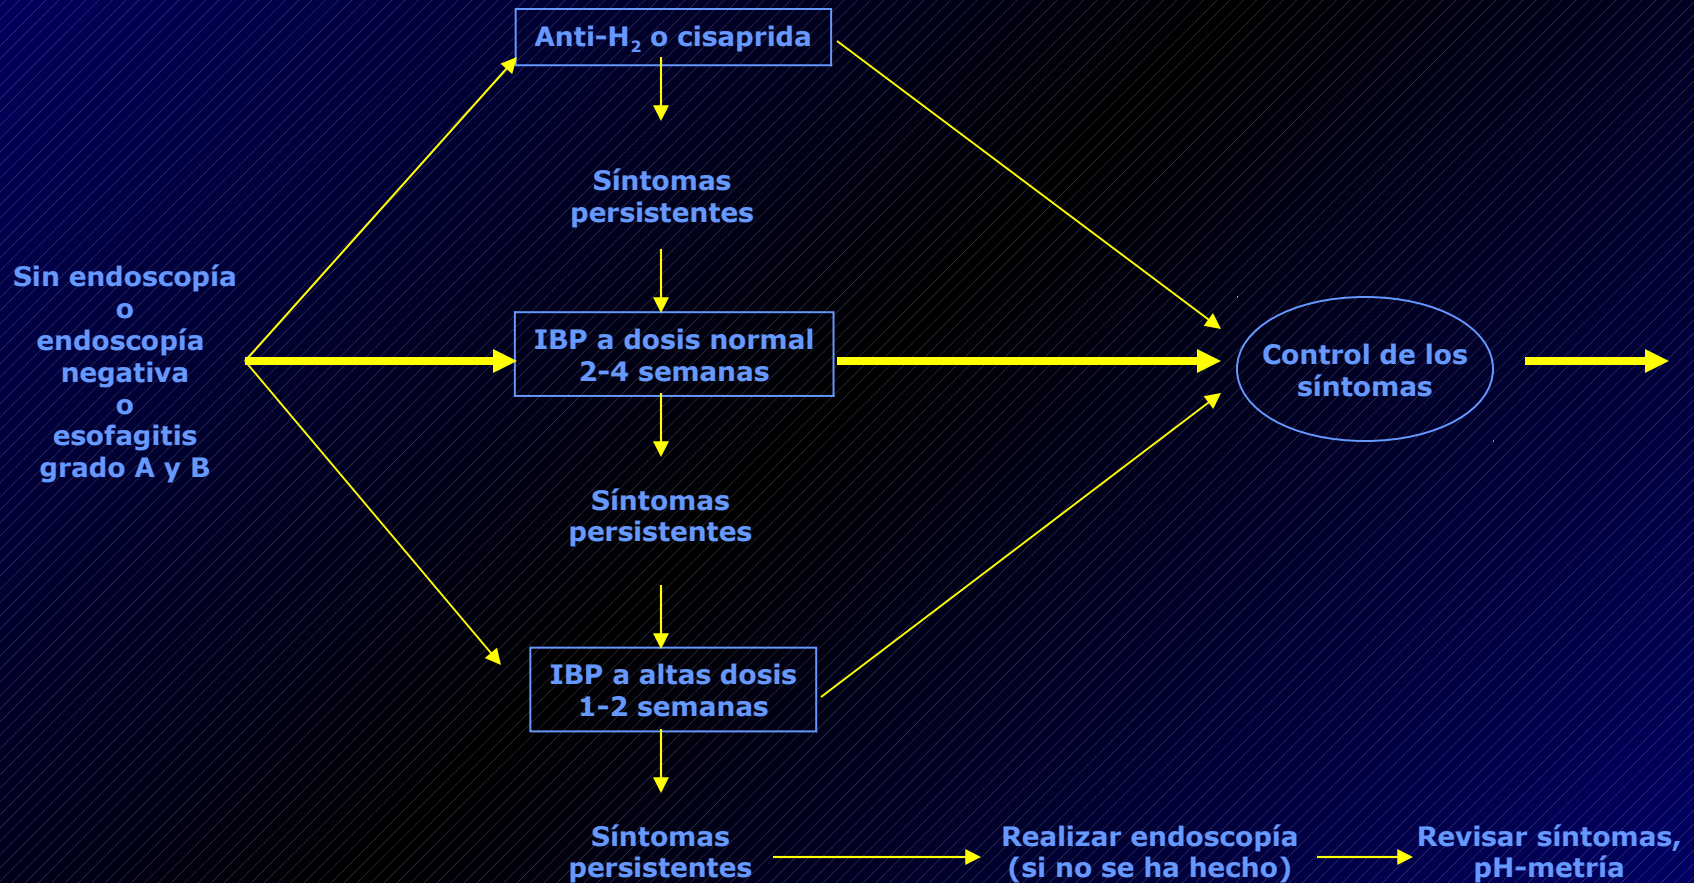 Anti-H₂ o cisaprida
Síntomas
persistentes
Sin endoscopía
o
endoscopía
negativa
o
esofagitis
grado A y B
IBP a dosis normal
2-4 semanas
Control de los
síntomas
Síntomas
persistentes
IBP a altas dosis
1-2 semanas
Síntomas
persistentes
Realizar endoscopía
(si no se ha hecho)
Revisar síntomas,
pH-metría